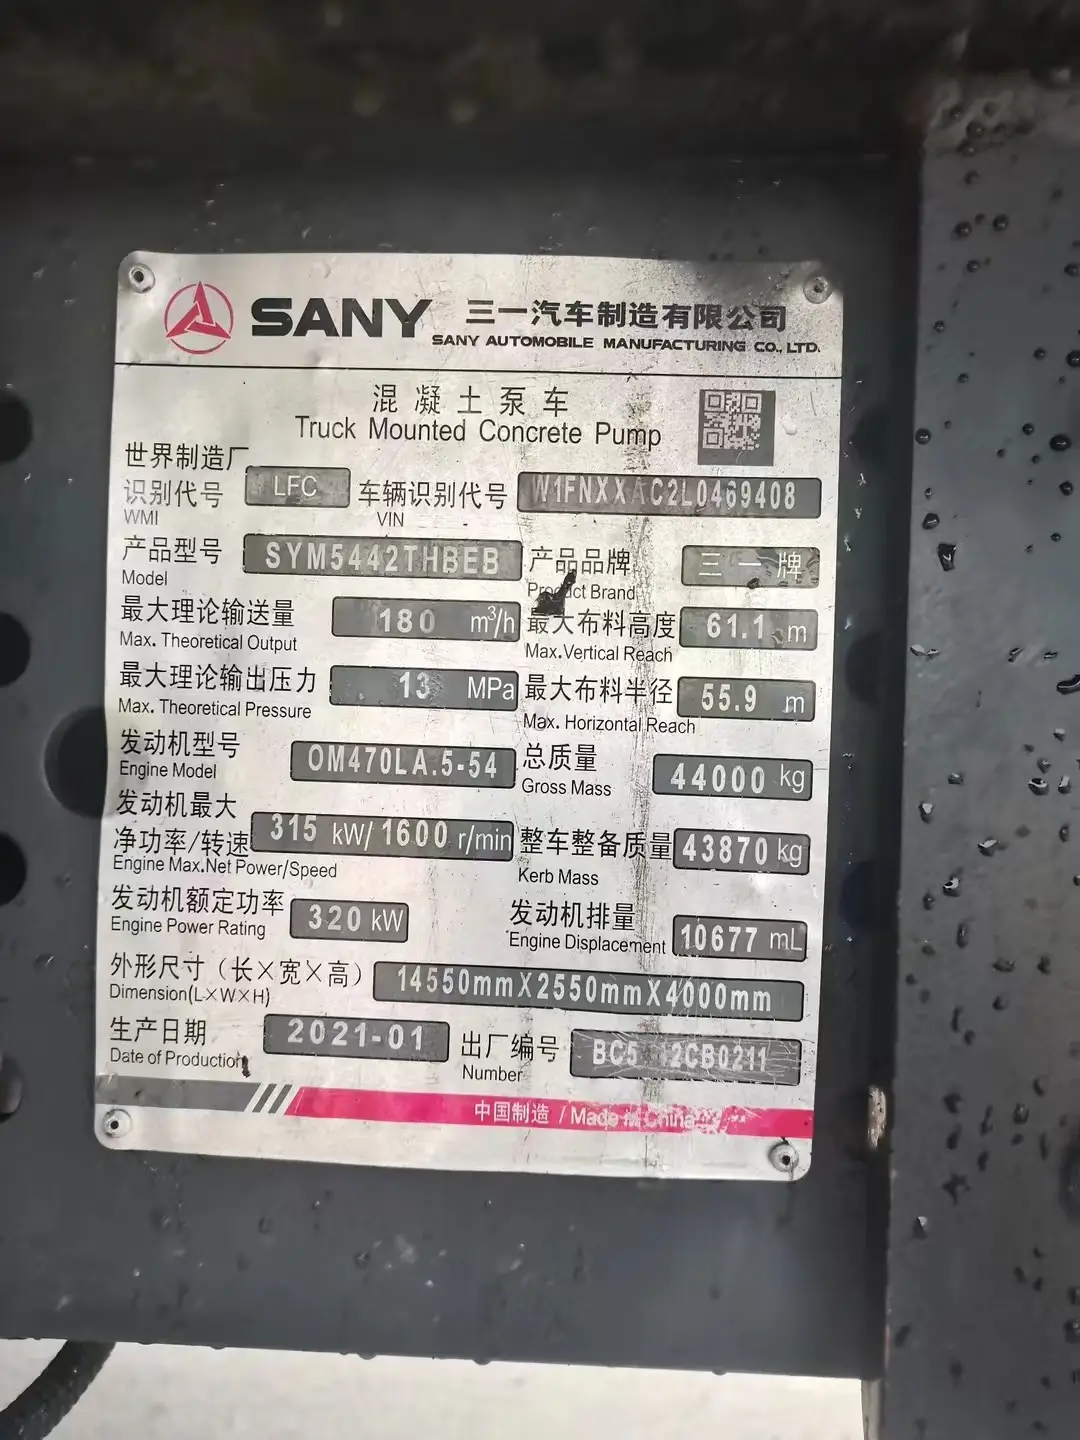 SANY 三一汽车制造有限公司
SANY AUTOMOBILE MANUFACTURING CO., LTD.
混凝土泵车
Truck Mounted Concrete Pump
世界制造厂
识别代号 LFC 车辆识别代号 W1FNXXAC2L0469408
WMI VIN
产品型号 SYM5442THBEB 产品品牌 三一牌
Model Product Brand
最大理论输送量 180 m³/h 最大布料高度 61.1 m
Max. Theoretical Output Max.Vertical Reach
最大理论输出压力 13 MPa 最大布料半径 55.9 m
Max. Theoretical Pressure Max. Horizontal Reach
发动机型号 OM470LA.5-54 总质量 44000 kg
Engine Model Gross Mass
发动机最大
净功率/转速 315 kW/ 1600 r/min 整车整备质量 43870 kg
Engine Max.Net Power/Speed Kerb Mass
发动机额定功率 320 kW 发动机排量 10677 mL
Engine Power Rating Engine Displacement
外形尺寸（长×宽×高） 14550mmX2550mmX4000mm
Dimension(L×W×H)
生产日期 2021-01 出厂编号
Date of Production Number
中国制造 / Made in China